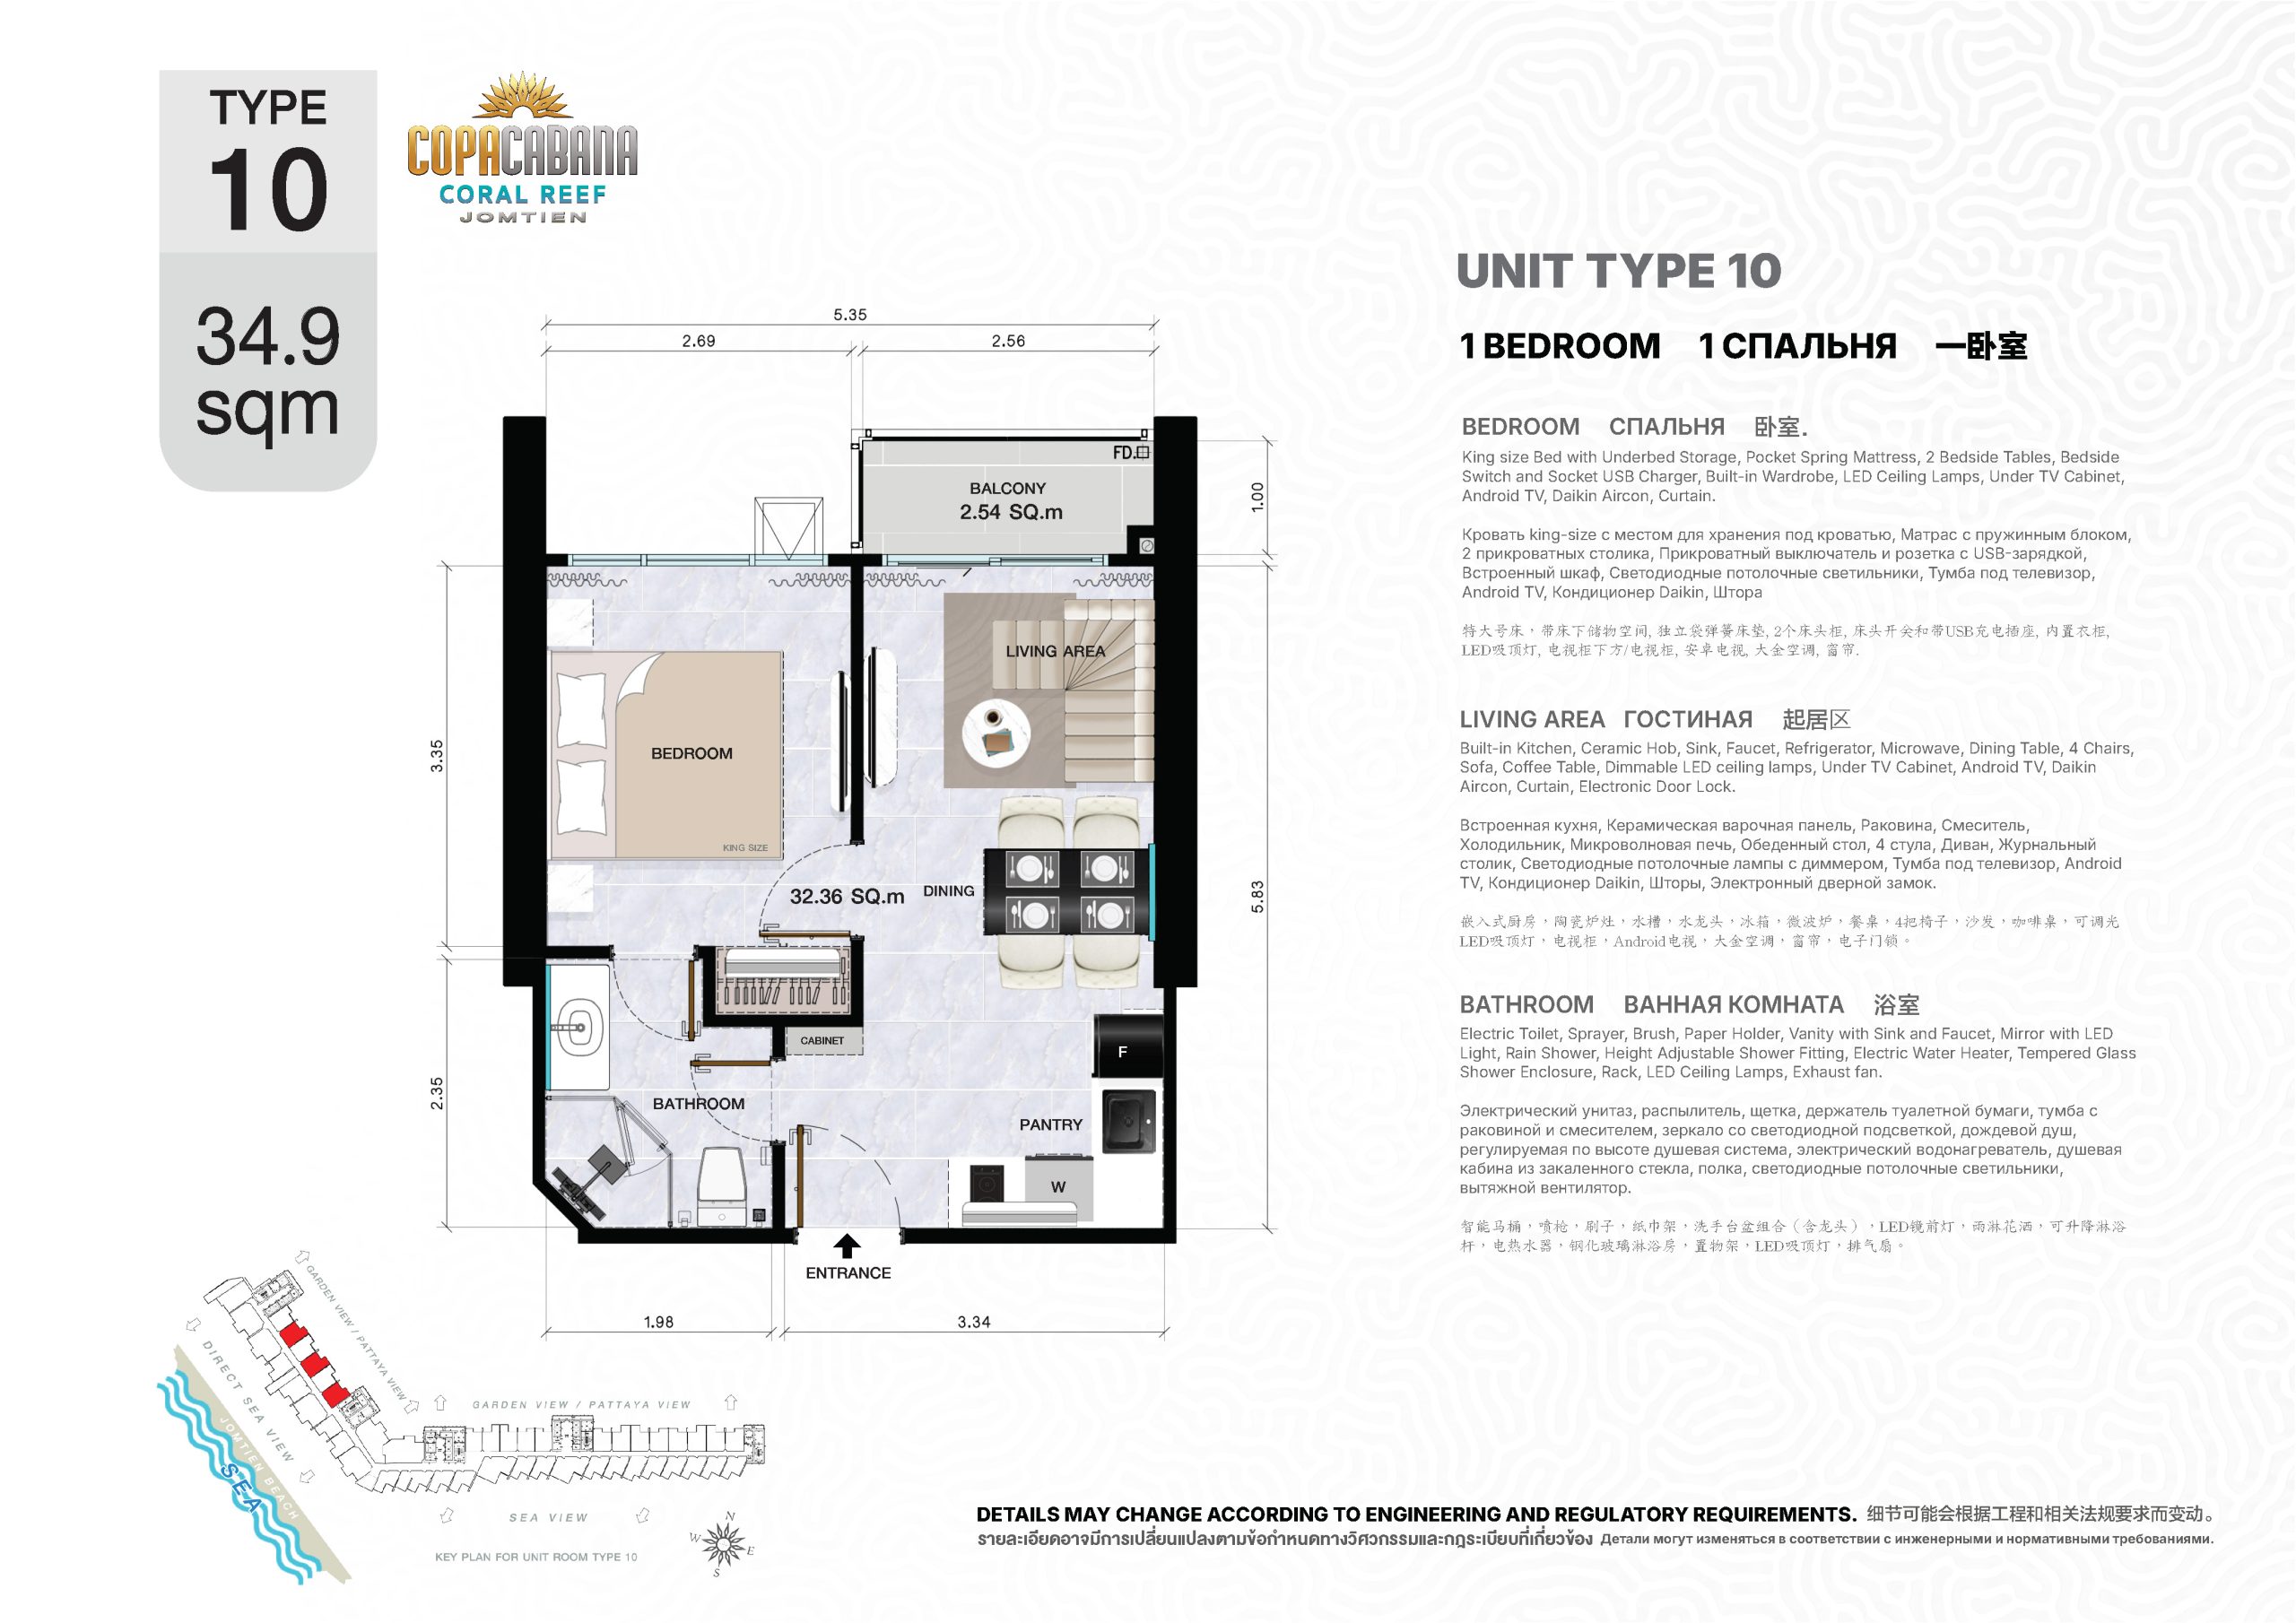 TYPE
10
34.9
sqm
COPACABANA
CORAL REEF
JOMTIEN
UNIT TYPE 10
1 BEDROOM 1 СПАЛЬНЯ 一卧室
BEDROOM СПАЛЬНЯ 卧室.
King size Bed with Underbed Storage, Pocket Spring Mattress, 2 Bedside Tables, Bedside
Switch and Socket USB Charger, Built-in Wardrobe, LED Ceiling Lamps, Under TV Cabinet,
Android TV, Daikin Aircon, Curtain.
Кровать king-size с местом для хранения под кроватью, Матрас с пружинным блоком,
2 прикроватных столика, Прикроватный выключатель и розетка с USB-зарядкой,
Встроенный шкаф, Светодиодные потолочные светильники, Тумба под телевизор,
Android TV, Кондиционер Daikin, Штора
特大号床，带床下储物空间, 独立袋弹簧床垫, 2个床头柜, 床头开关和带USB充电插座, 内置衣柜,
LED吸顶灯, 电视柜下方/电视柜, 安卓电视, 大金空调, 窗帘.
LIVING AREA ГОСТИНАЯ 起居区
Built-in Kitchen, Ceramic Hob, Sink, Faucet, Refrigerator, Microwave, Dining Table, 4 Chairs,
Sofa, Coffee Table, Dimmable LED ceiling lamps, Under TV Cabinet, Android TV, Daikin
Aircon, Curtain, Electronic Door Lock.
Встроенная кухня, Керамическая варочная панель, Раковина, Смеситель,
Холодильник, Микроволновая печь, Обеденный стол, 4 стула, Диван, Журнальный
столик, Светодиодные потолочные лампы с диммером, Тумба под телевизор, Android
TV, Кондиционер Daikin, Шторы, Электронный дверной замок.
嵌入式厨房，陶瓷炉灶，水槽，水龙头，冰箱，微波炉，餐桌，4把椅子，沙发，咖啡桌，可调光
LED吸顶灯，电视柜，Android电视，大金空调，窗帘，电子门锁。
BATHROOM ВАННАЯ КОМНАТА 浴室
Electric Toilet, Sprayer, Brush, Paper Holder, Vanity with Sink and Faucet, Mirror with LED
Light, Rain Shower, Height Adjustable Shower Fitting, Electric Water Heater, Tempered Glass
Shower Enclosure, Rack, LED Ceiling Lamps, Exhaust fan.
Электрический унитаз, распылитель, щетка, держатель туалетной бумаги, тумба с
раковиной и смесителем, зеркало со светодиодной подсветкой, дождевой душ,
регулируемая по высоте душевая система, электрический водонагреватель, душевая
кабина из закаленного стекла, полка, светодиодные потолочные светильники,
вытяжной вентилятор.
智能马桶，喷枪，刷子，纸巾架，洗手台盆组合（含龙头），LED镜前灯，雨淋花洒，可升降淋浴
杆，电热水器，钢化玻璃淋浴房，置物架，LED吸顶灯，排气扇。
5.35
2.69 2.56
FD.
BALCONY
2.54 SQ.m
1.00
LIVING AREA
BEDROOM
3.35
KING SIZE
32.36 SQ.m
DINING
5.83
CABINET
F
2.35
BATHROOM
PANTRY
W
ENTRANCE
1.98 3.34
GARDEN VIEW / PATTAYA VIEW
DIRECT SEA VIEW
JOMTIEN BEACH
SEA
GARDEN VIEW / PATTAYA VIEW
SEA VIEW
N
W
E
S
KEY PLAN FOR UNIT ROOM TYPE 10
DETAILS MAY CHANGE ACCORDING TO ENGINEERING AND REGULATORY REQUIREMENTS. 细节可能会根据工程和相关法规要求而变动。
รายละเอียดอาจมีการเปลี่ยนแปลงตามข้อกำหนดทางวิศวกรรมและกฎระเบียบที่เกี่ยวข้อง Детали могут изменяться в соответствии с инженерными и нормативными требованиями.